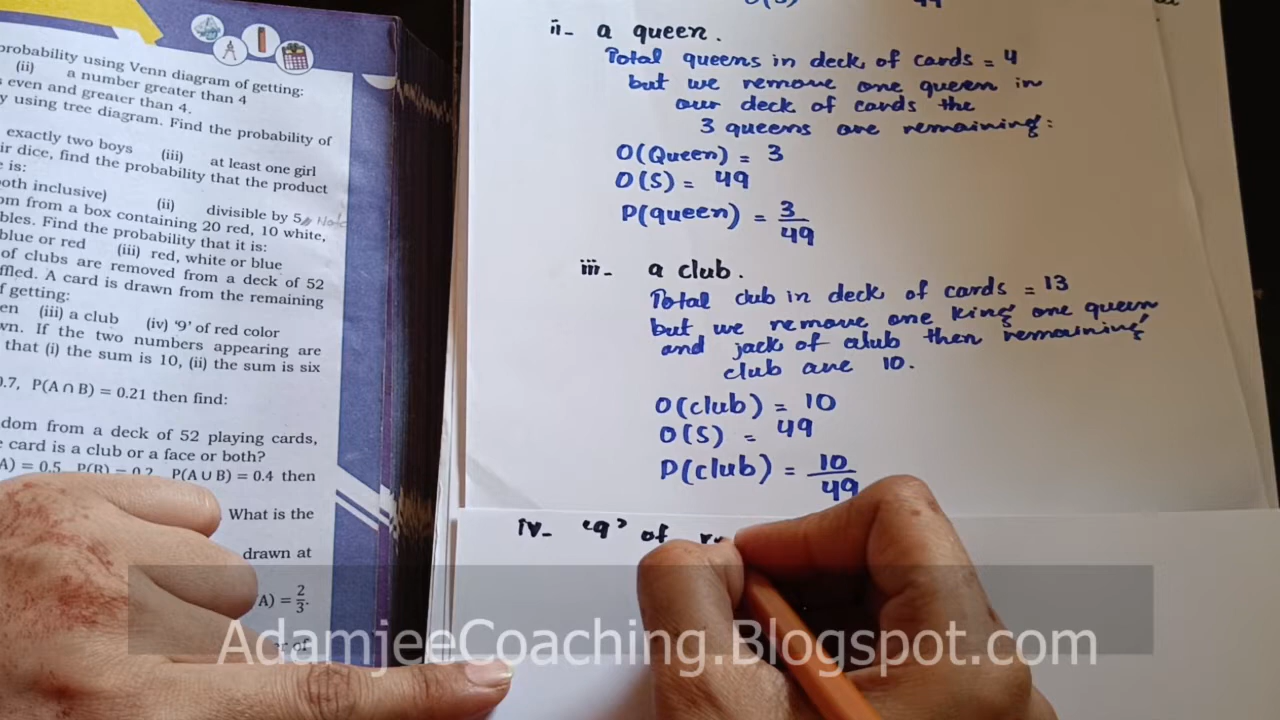 probability using Venn diagram of getting:
(ii) a number greater than 4
even and greater than 4.
y using tree diagram. Find the probability of
exactly two boys (iii) at least one girl
ir dice, find the probability that the product
e is:
both inclusive) (ii) divisible by 5
om from a box containing 20 red, 10 white,
bles. Find the probability that it is:
blue or red (iii) red, white or blue
of clubs are removed from a deck of 52
ffled. A card is drawn from the remaining
f getting:
en (iii) a club (iv) '9' of red color
wn. If the two numbers appearing are
that (i) the sum is 10, (ii) the sum is six
0.7, P(A ∩ B) = 0.21 then find:
dom from a deck of 52 playing cards,
e card is a club or a face or both?
A) = 0.5, P(B) = 0.2 P(A ∪ B) = 0.4 then
What is the
drawn at
A) = 2/3.
er of
O(S) 49
ii- a queen.
Total queens in deck of cards = 4
but we remove one queen in
our deck of cards the
3 queens are remaining:
O(Queen) = 3
O(S) = 49
P(queen) = 3/49
iii- a club.
Total club in deck of cards = 13
but we remove one king one queen
and jack of club then remaining
club are 10.
O(club) = 10
O(S) = 49
P(club) = 10/49
iv- '9' of
AdamjeeCoaching.Blogspot.com